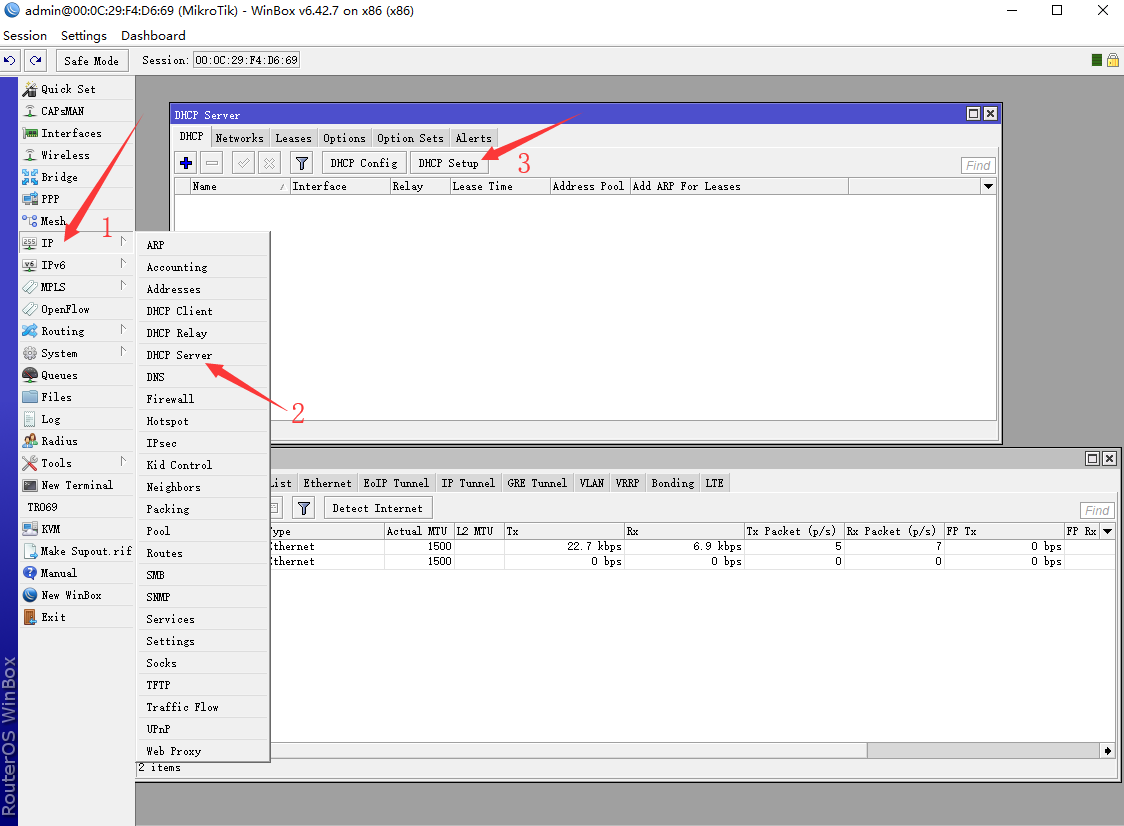 admin@00:0C:29:F4:D6:69 (MikroTik) - WinBox v6.42.7 on x86 (x86)
Session Settings Dashboard
Safe Mode Session: 00:0C:29:F4:D6:69
Quick Set
CAPsMAN
Interfaces
Wireless
Bridge
PPP
Mesh
1
IP
IPv6
MPLS
OpenFlow
Routing
System
Queues
Files
Log
Radius
Tools
New Terminal
TR069
KVM
Make Supout.rif
Manual
New WinBox
Exit
RouterOS WinBox
ARP
Accounting
Addresses
DHCP Client
DHCP Relay
DHCP Server
2
DNS
Firewall
Hotspot
IPsec
Kid Control
Neighbors
Packing
Pool
Routes
SMB
SNMP
Services
Settings
Socks
TFTP
Traffic Flow
UPnP
Web Proxy
DHCP Server
DHCP Networks Leases Options Option Sets Alerts
DHCP Config DHCP Setup 3 Find
Name Interface Relay Lease Time Address Pool Add ARP For Leases
List Ethernet EoIP Tunnel IP Tunnel GRE Tunnel VLAN VRRP Bonding LTE
Detect Internet Find
Type Actual MTU L2 MTU Tx Rx Tx Packet (p/s) Rx Packet (p/s) FP Tx FP Rx
Ethernet 1500 22.7 kbps 6.9 kbps 5 7 0 bps
Ethernet 1500 0 bps 0 bps 0 0 0 bps
2 items